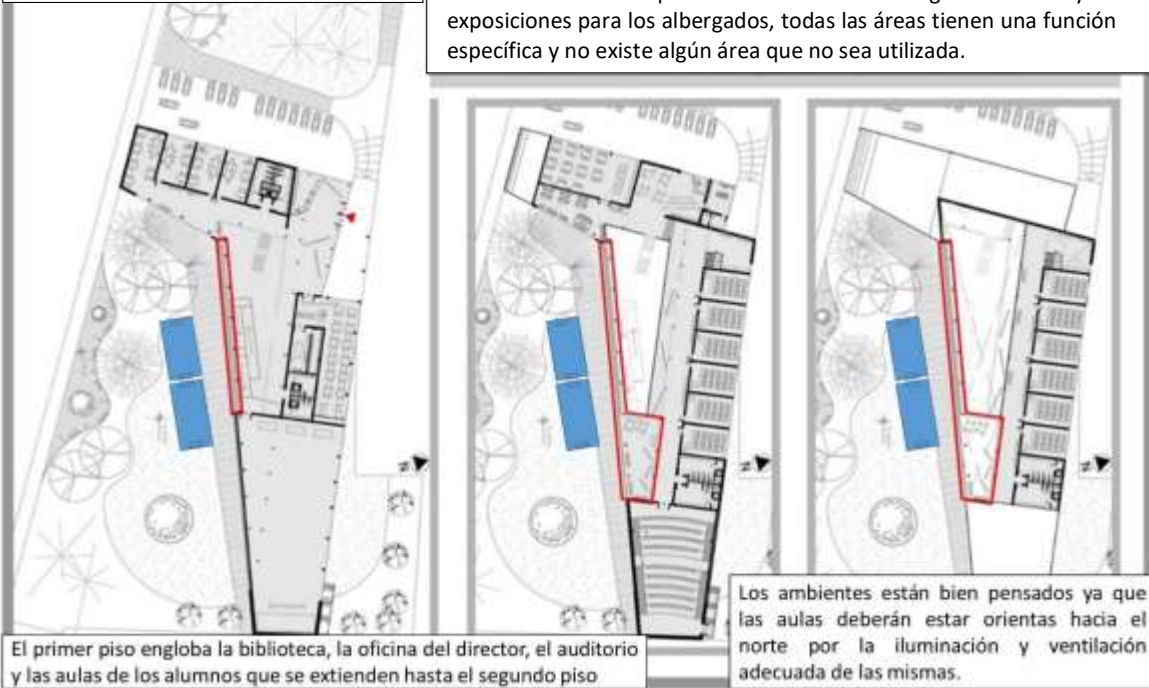 exposiciones para los albergados, todas las áreas tienen una función
específica y no existe algún área que no sea utilizada.
El primer piso engloba la biblioteca, la oficina del director, el auditorio
y las aulas de los alumnos que se extienden hasta el segundo piso
Los ambientes están bien pensados ya que
las aulas deberán estar orientas hacia el
norte por la iluminación y ventilación
adecuada de las mismas.